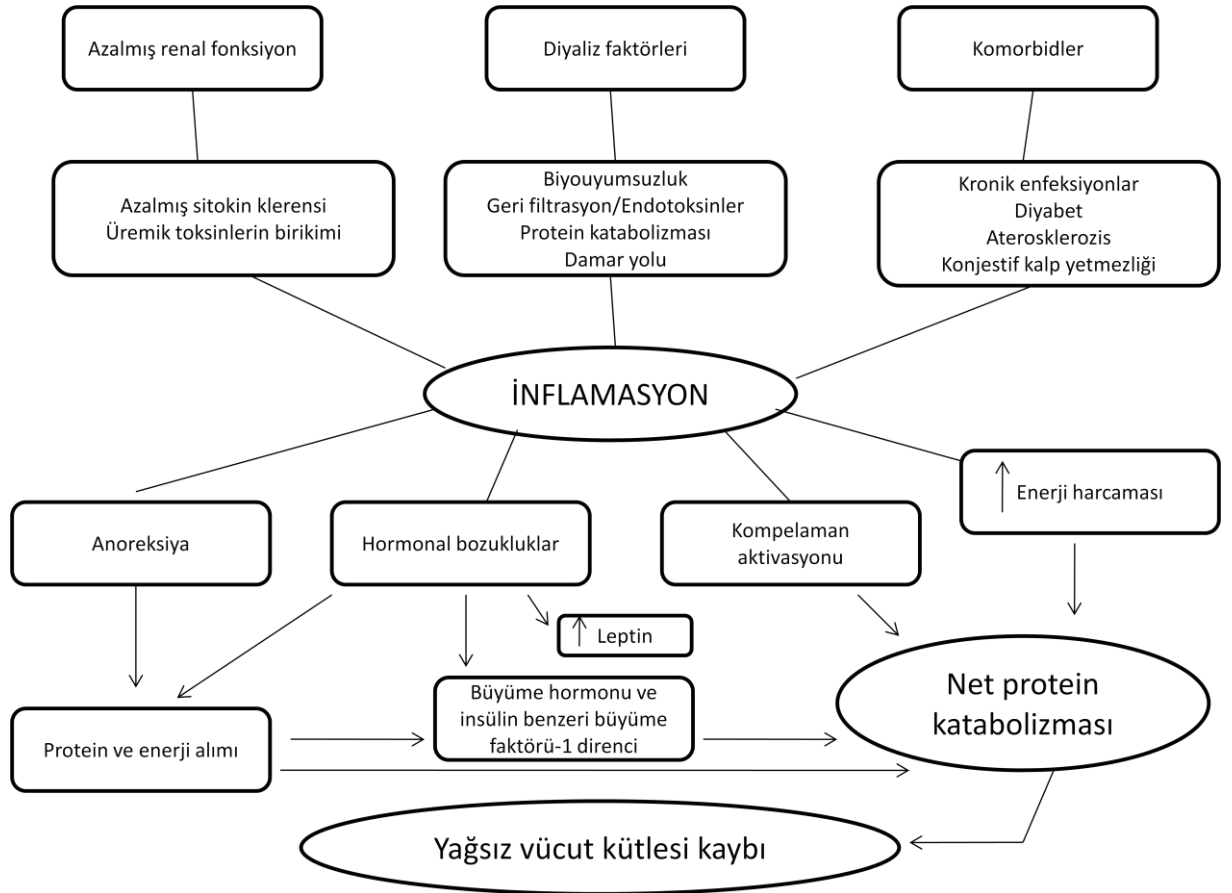 Azalmış renal fonksiyon
Diyaliz faktörleri
Komorbidler
Azalmış sitokin klerensi
Üremik toksinlerin birikimi
Biyouyumsuzluk
Geri filtrasyon/Endotoksinler
Protein katabolizması
Damar yolu
Kronik enfeksiyonlar
Diyabet
Aterosklerozis
Konjestif kalp yetmezliği
İNFLAMASYON
Anoreksiya
Hormonal bozukluklar
Kompelaman
aktivasyonu
Enerji harcaması
Leptin
Protein ve enerji alımı
Büyüme hormonu ve
insülin benzeri büyüme
faktörü-1 direnci
Net protein
katabolizması
Yağsız vücut kütlesi kaybı